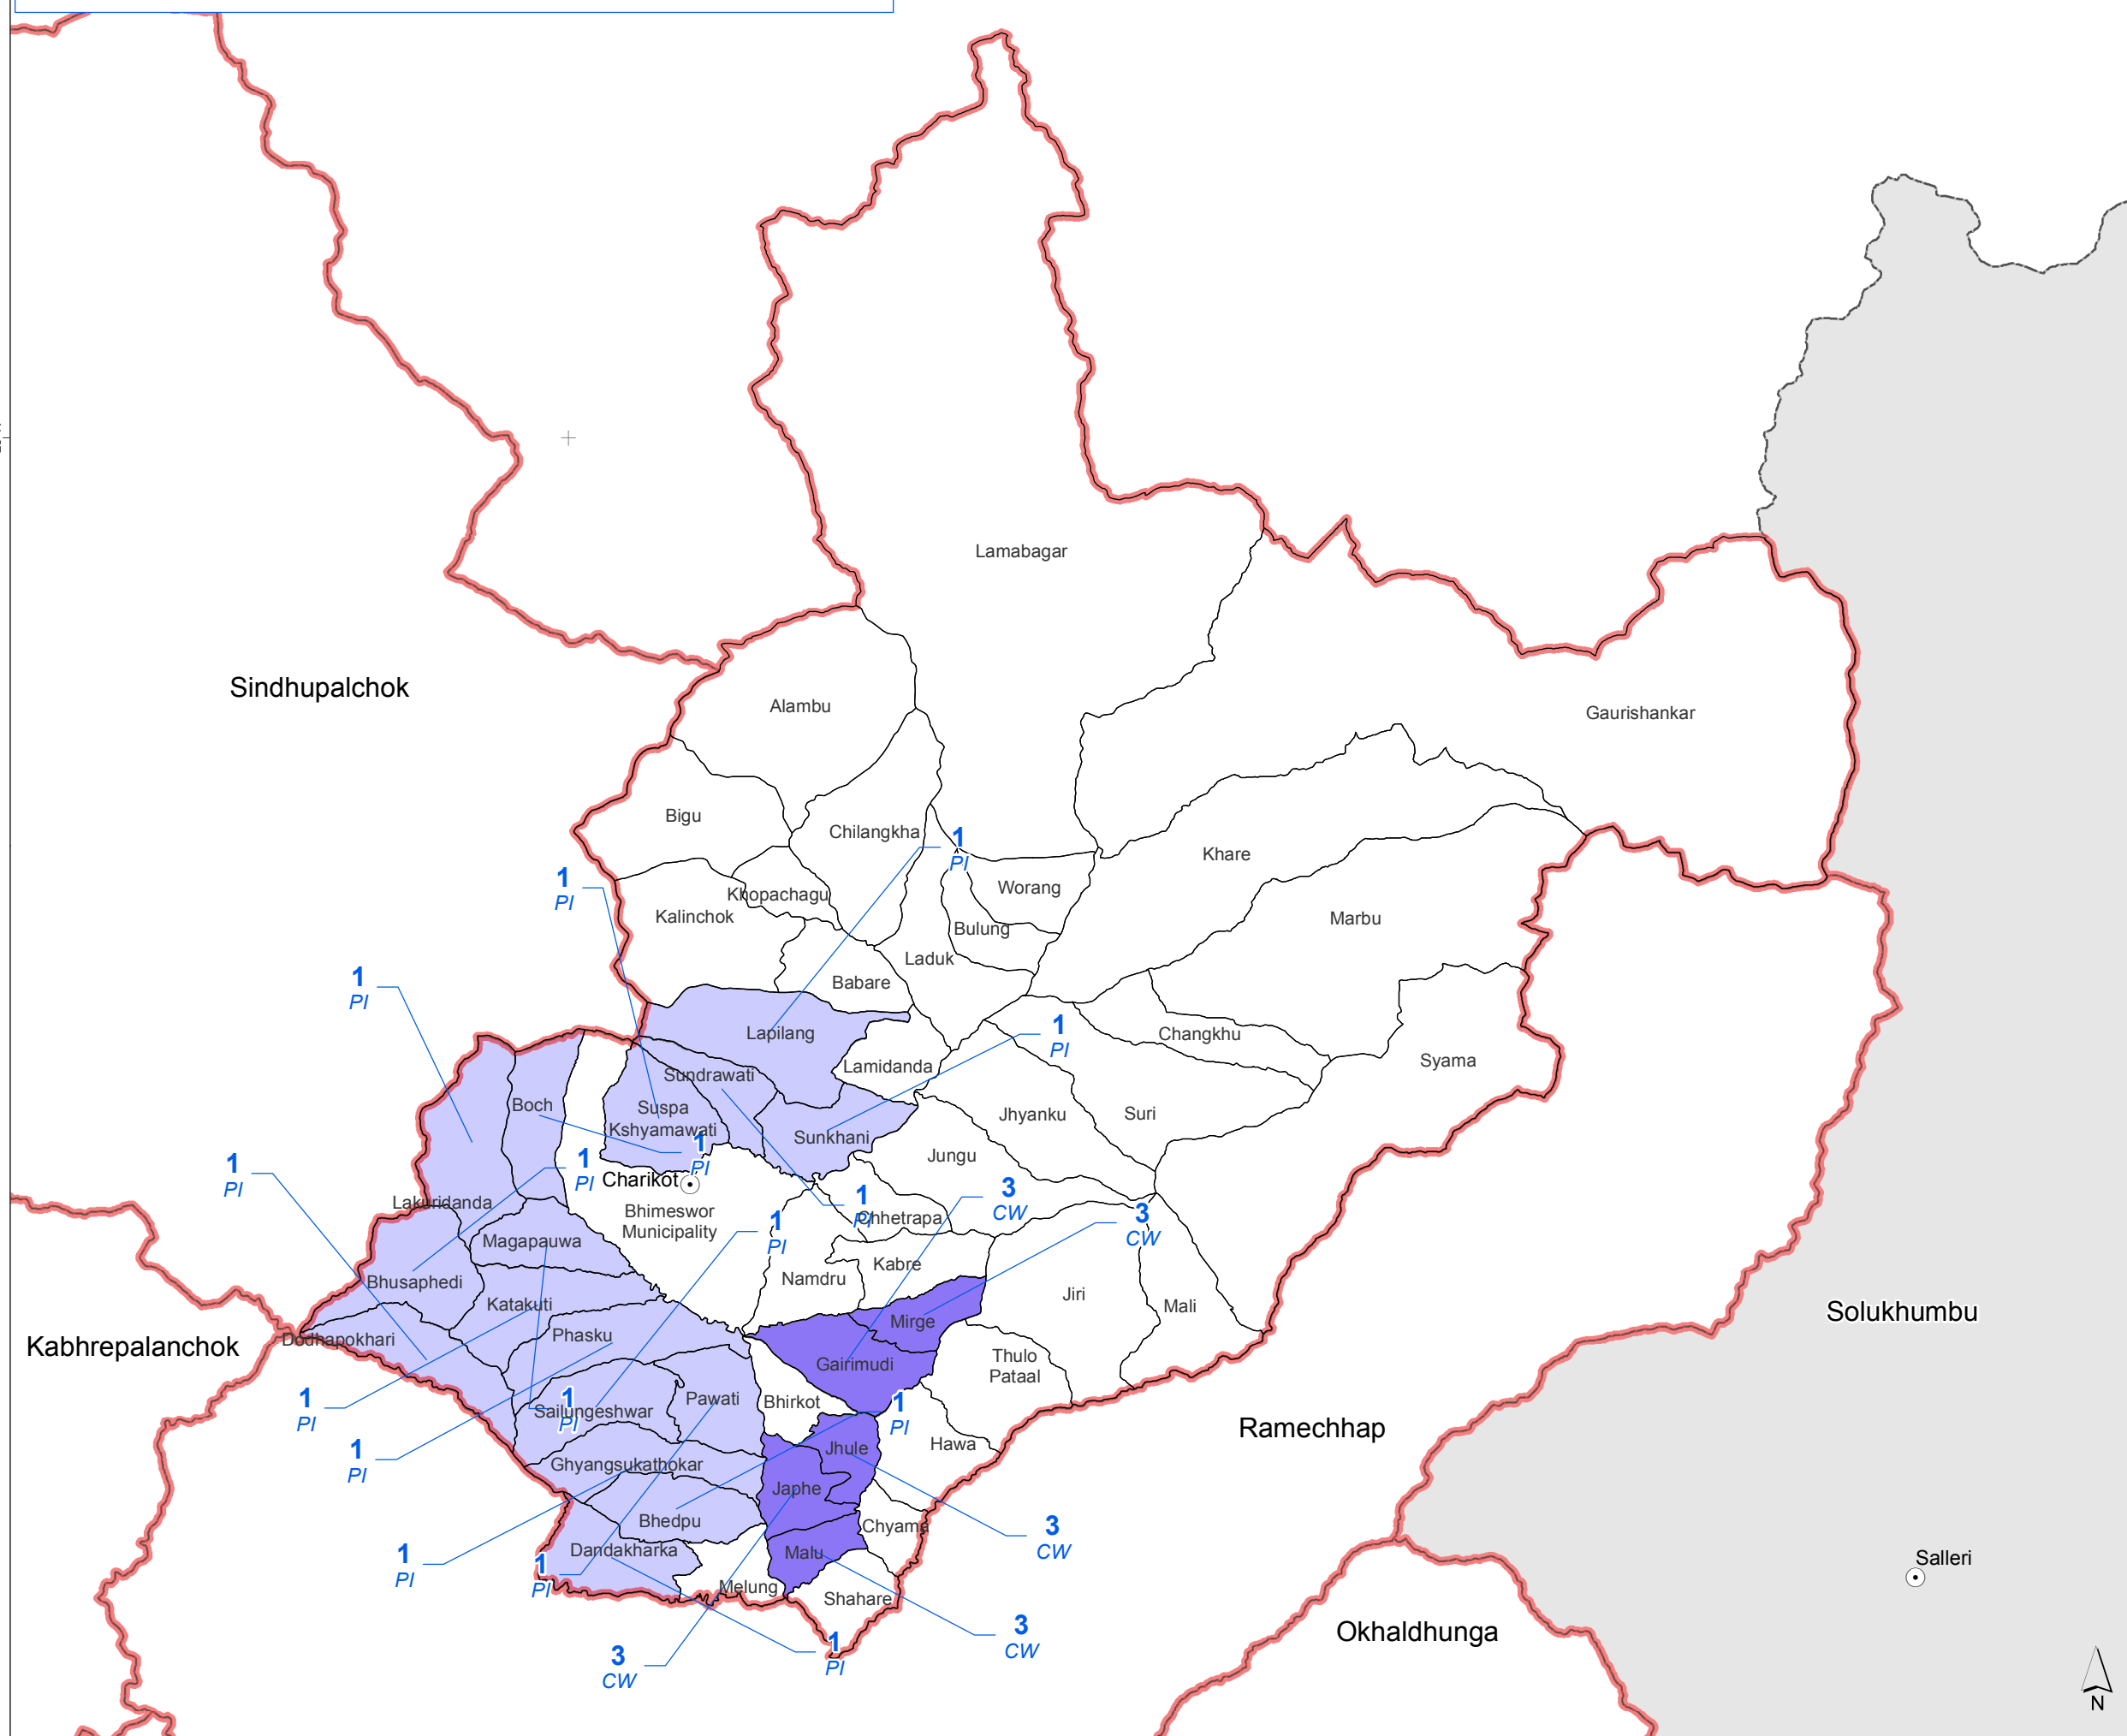 Lamabagar
Sindhupalchok
Alambu
Gaurishankar
Bigu
Chilangkha
1
PI
Khare
1
PI
Khopachagu
Worang
Kalinchok
Marbu
Bulung
Laduk
1
PI
Babare
Lapilang
1
PI
Changkhu
Lamidanda
Syama
Sundrawati
Boch
Suspa
Kshyamawati
Jhyanku
Suri
Sunkhani
1
PI
Jungu
1
PI
1
PI
Charikot
Lakuridanda
1
PI
3
CW
Chhetrapa
Bhimeswor
Municipality
1
PI
3
CW
Magapauwa
Kabre
Namdru
Bhusaphedi
Jiri
Mali
Katakuti
Mirge
Solukhumbu
Phasku
Dodhapokhari
Kabhrepalanchok
Gairimudi
Thulo
Pataal
1
PI
1
PI
Sailungeshwar
Pawati
Bhirkot
1
PI
Ramechhap
1
PI
Jhule
Hawa
Ghyangsukathokar
Japhe
Bhedpu
Chyama
3
CW
1
PI
Dandakharka
Malu
1
PI
Melung
Shahare
Salleri
3
CW
1
PI
3
CW
Okhaldhunga
N